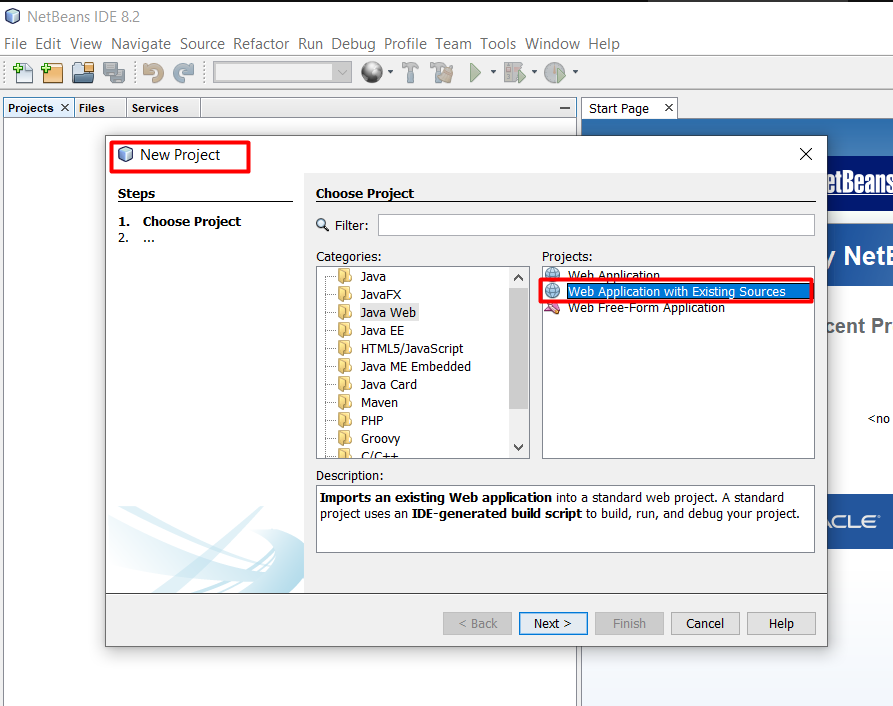 NetBeans IDE 8.2
File Edit View Navigate Source Refactor Run Debug Profile Team Tools Window Help
Projects Files Services
Start Page
New Project
Steps
1. Choose Project
2. ...
Choose Project
Filter:
Categories:
Java
JavaFX
Java Web
Java EE
HTML5/JavaScript
Java ME Embedded
Java Card
Maven
PHP
Groovy
C/C++
Projects:
Web Application
Web Application with Existing Sources
Web Free-Form Application
Description:
Imports an existing Web application into a standard web project. A standard
project uses an IDE-generated build script to build, run, and debug your project.
< Back Next > Finish Cancel Help
etBeans
y NetB
cent Pr
<no
ACLE